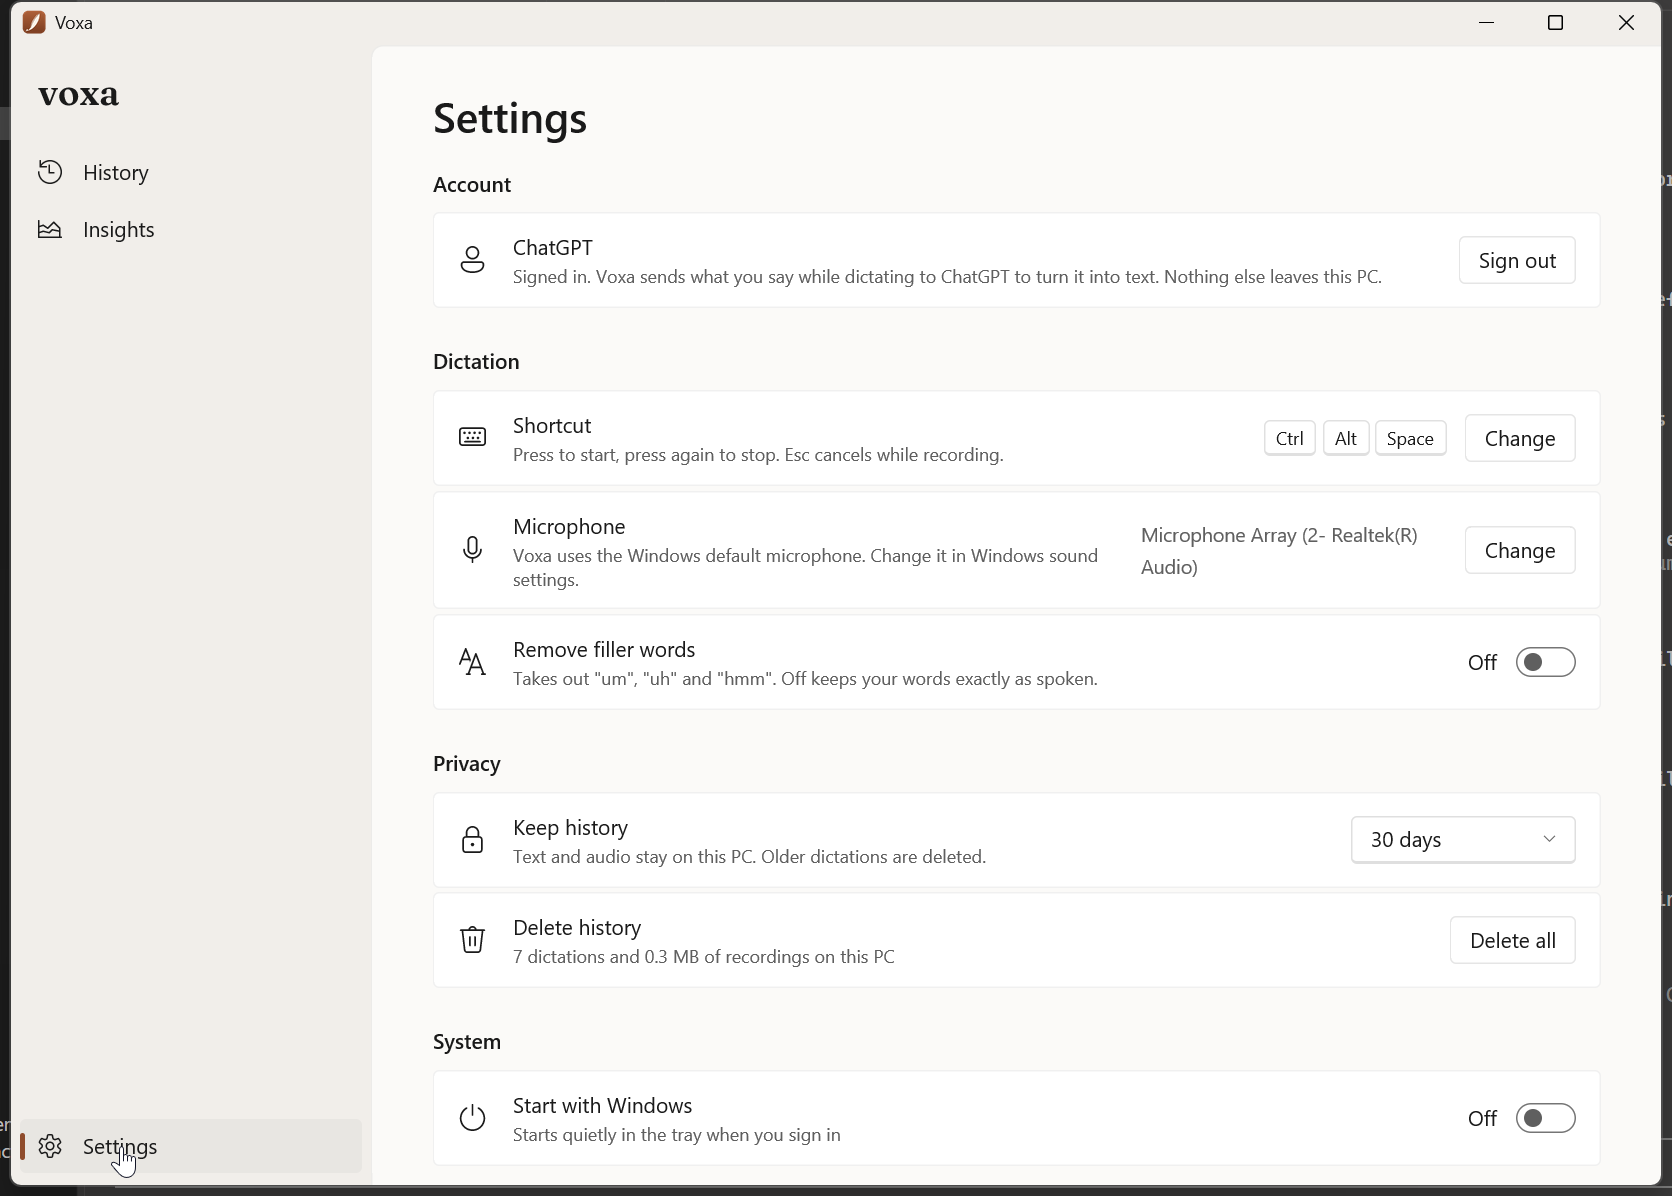 Voxa
voxa
History
Insights
Settings
Settings
Account
ChatGPT
Signed in. Voxa sends what you say while dictating to ChatGPT to turn it into text. Nothing else leaves this PC.
Sign out
Dictation
Shortcut
Press to start, press again to stop. Esc cancels while recording.
Ctrl Alt Space
Change
Microphone
Voxa uses the Windows default microphone. Change it in Windows sound
settings.
Microphone Array (2- Realtek(R)
Audio)
Change
Remove filler words
Takes out "um", "uh" and "hmm". Off keeps your words exactly as spoken.
Off
Privacy
Keep history
Text and audio stay on this PC. Older dictations are deleted.
30 days
Delete history
7 dictations and 0.3 MB of recordings on this PC
Delete all
System
Start with Windows
Starts quietly in the tray when you sign in
Off